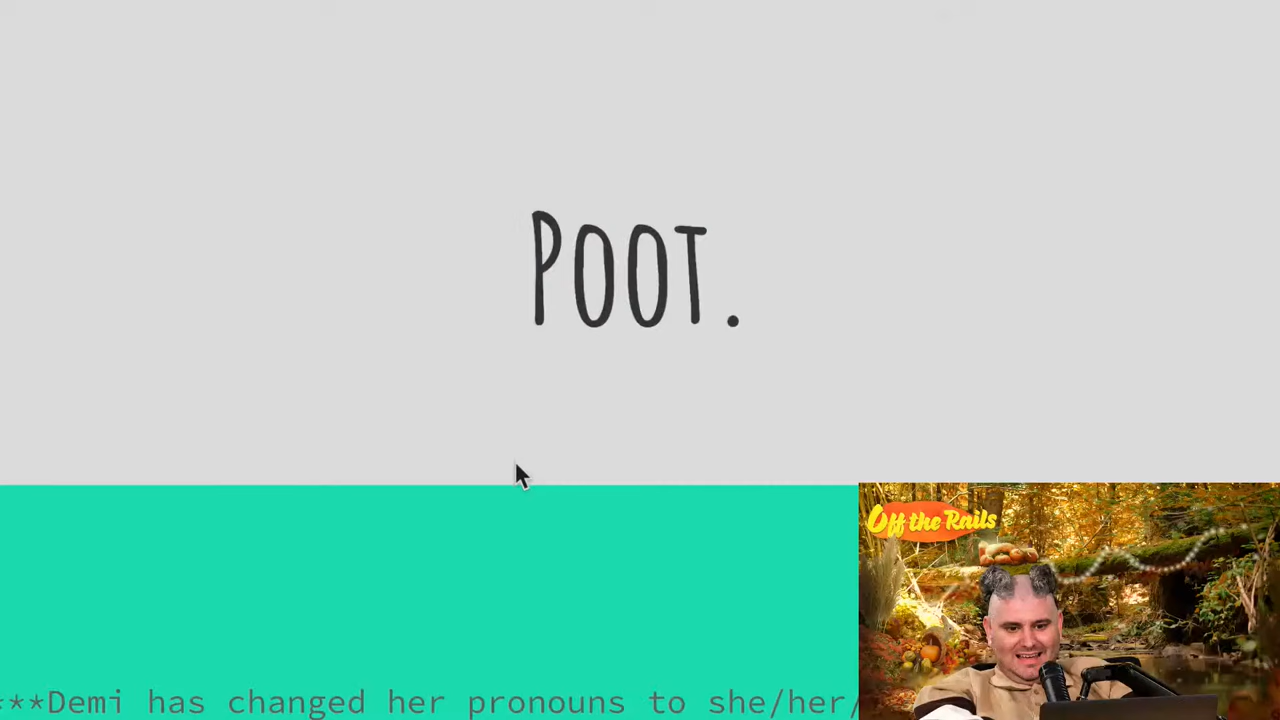 POOT.
Off the Rails
***Demi has changed her pronouns to she/her/